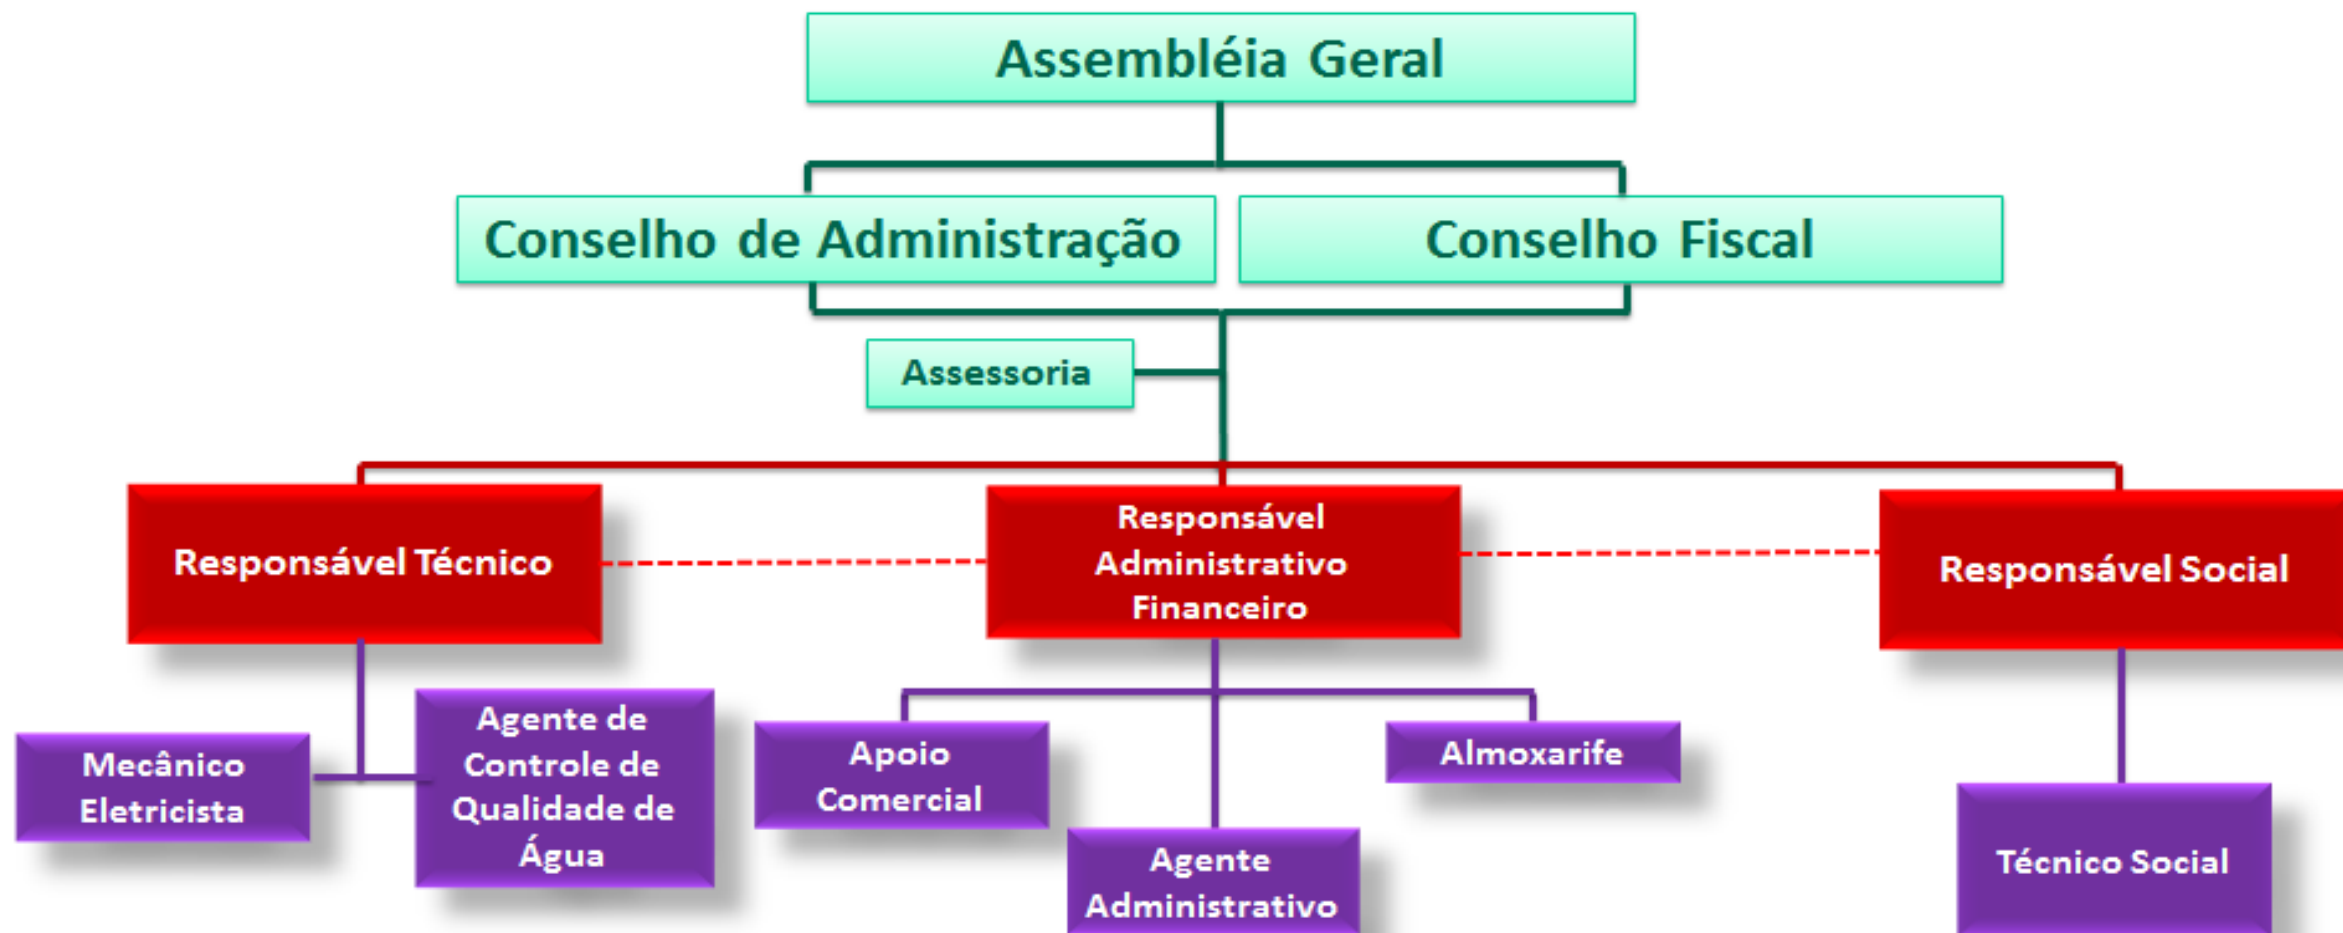 Assembléia Geral
Conselho de Administração
Conselho Fiscal
Assessoria
Responsável Técnico
Responsável
Administrativo
Financeiro
Responsável Social
Mecânico
Eletricista
Agente de
Controle de
Qualidade de
Água
Apoio
Comercial
Agente
Administrativo
Almoxarife
Técnico Social